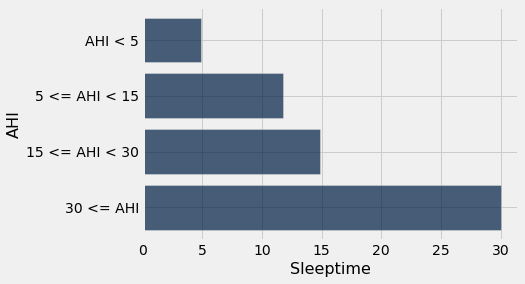 AHI < 5
5 <= AHI < 15
15 <= AHI < 30
30 <= AHI
AHI
0 5 10 15 20 25 30
Sleeptime